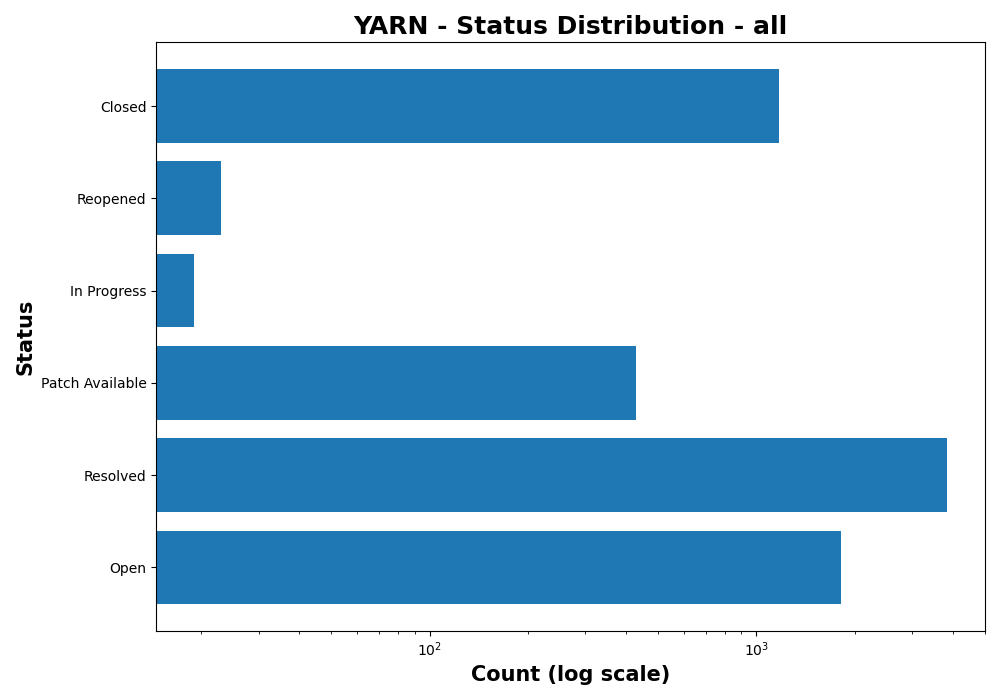 YARN - Status Distribution - all
Closed
Reopened
In Progress
Patch Available
Resolved
Open
Status
10²
10³
Count (log scale)